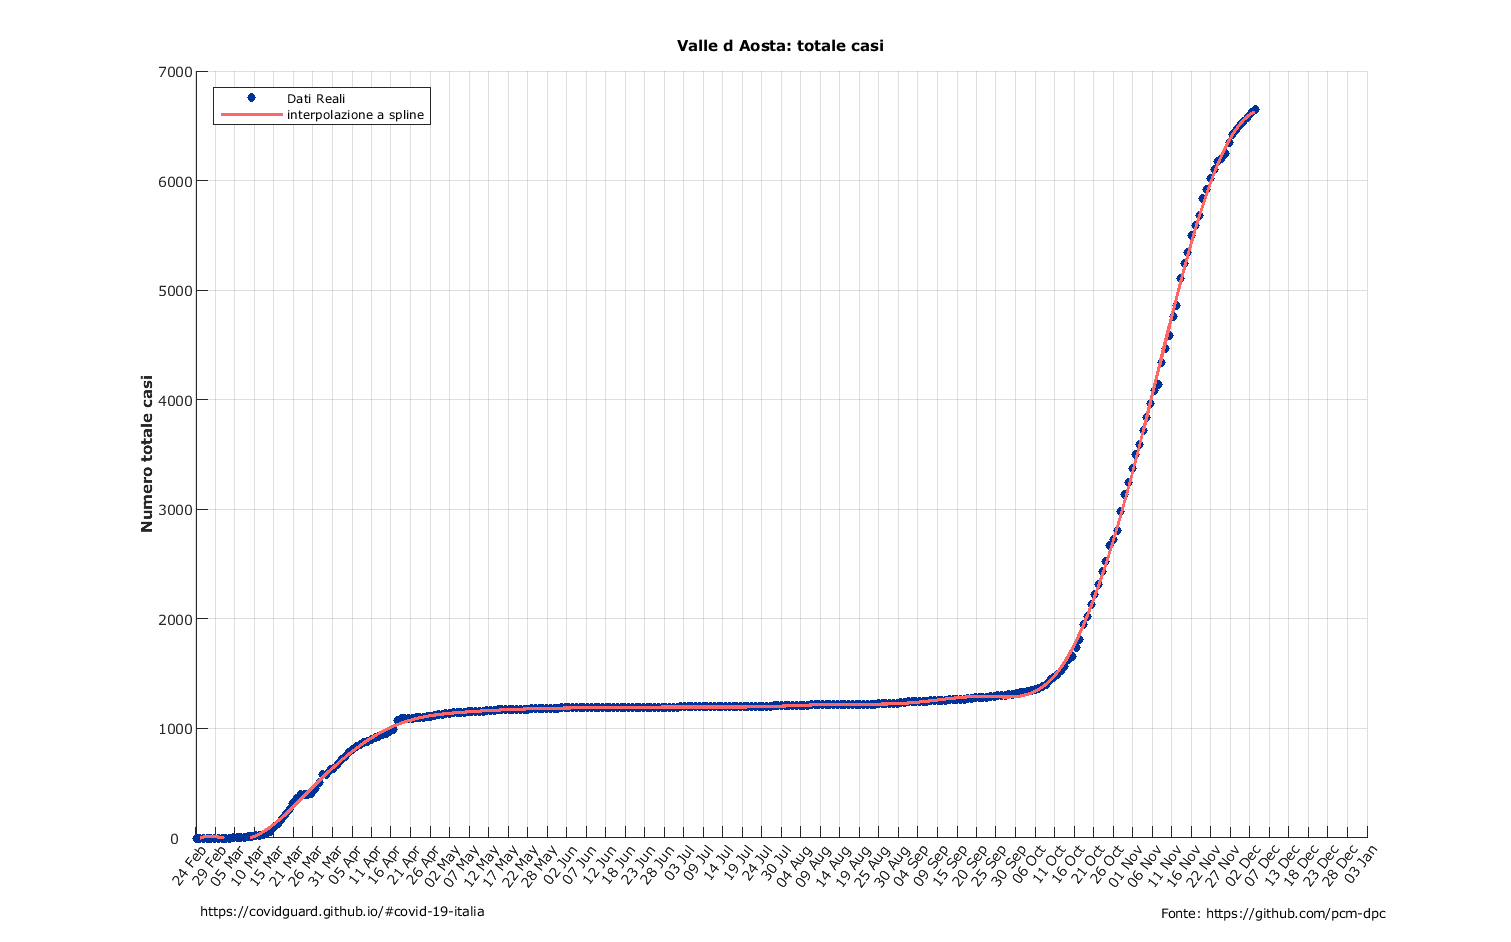 Valle d Aosta: totale casi
Dati Reali
interpolazione a spline
7000
6000
5000
4000
3000
2000
1000
0
Numero totale casi
24 Feb
29 Feb
05 Mar
10 Mar
15 Mar
21 Mar
26 Mar
31 Mar
05 Apr
11 Apr
16 Apr
21 Apr
26 Apr
02 May
07 May
12 May
17 May
22 May
28 May
02 Jun
07 Jun
12 Jun
18 Jun
23 Jun
28 Jun
03 Jul
09 Jul
14 Jul
19 Jul
24 Jul
30 Jul
04 Aug
09 Aug
14 Aug
19 Aug
25 Aug
30 Aug
04 Sep
09 Sep
15 Sep
20 Sep
25 Sep
30 Sep
06 Oct
11 Oct
16 Oct
21 Oct
26 Oct
01 Nov
06 Nov
11 Nov
16 Nov
22 Nov
27 Nov
02 Dec
07 Dec
13 Dec
18 Dec
23 Dec
28 Dec
03 Jan
https://covidguard.github.io/#covid-19-italia
Fonte: https://github.com/pcm-dpc